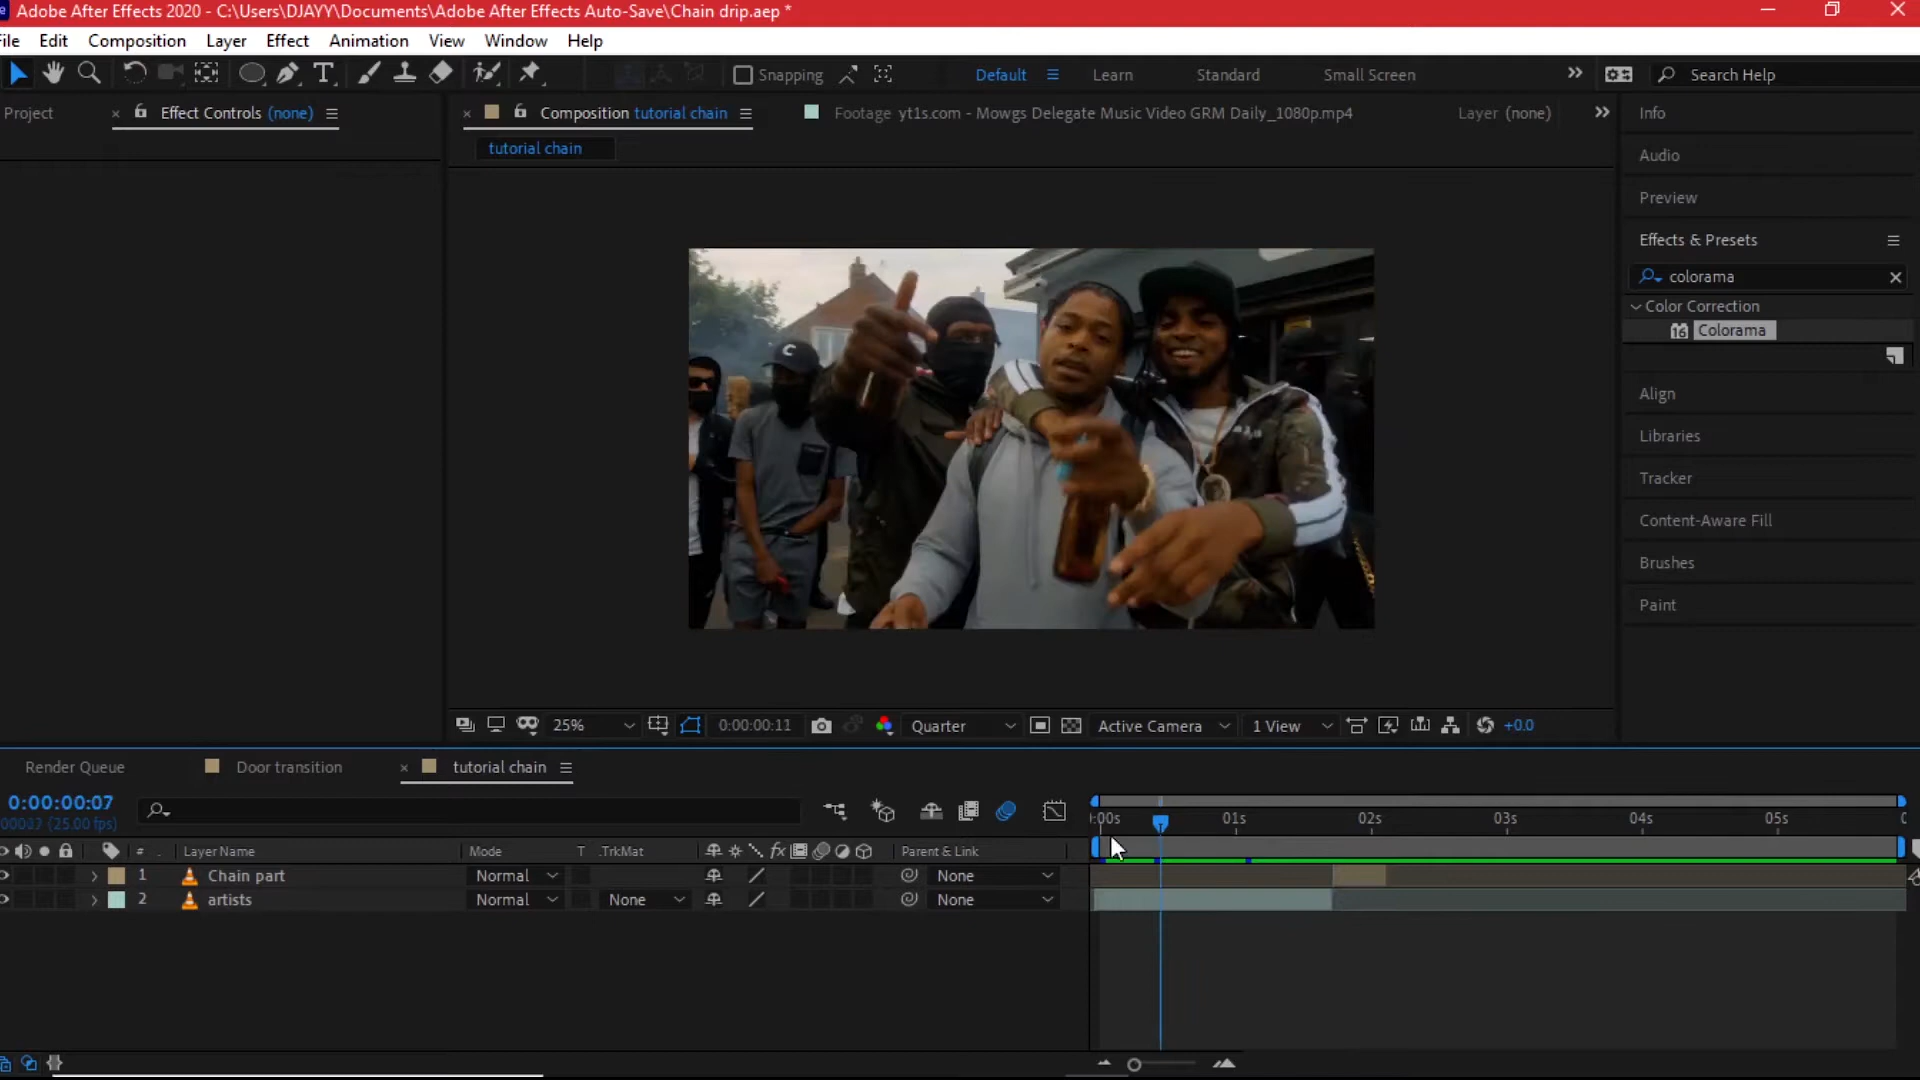 Adobe After Effects 2020 - C:\Users\DJAYY\Documents\Adobe After Effects Auto-Save\Chain drip.aep *
File Edit Composition Layer Effect Animation View Window Help
Snapping Default Learn Standard Small Screen Search Help
Project Effect Controls (none) Composition tutorial chain Footage yt1s.com - Mowgs Delegate Music Video GRM Daily_1080p.mp4 Layer (none) Info
tutorial chain
Audio
Preview
Effects & Presets
colorama
Color Correction
16 Colorama
Align
Libraries
Tracker
Content-Aware Fill
Brushes
Paint
C
25% 0:00:00:11 Quarter Active Camera 1 View +0.0
Render Queue Door transition tutorial chain
0:00:00:07
(25.00 fps)
:00s 01s 02s 03s 04s 05s
# Layer Name Mode T .TrkMat fx Parent & Link
1 Chain part Normal None
2 artists Normal None None